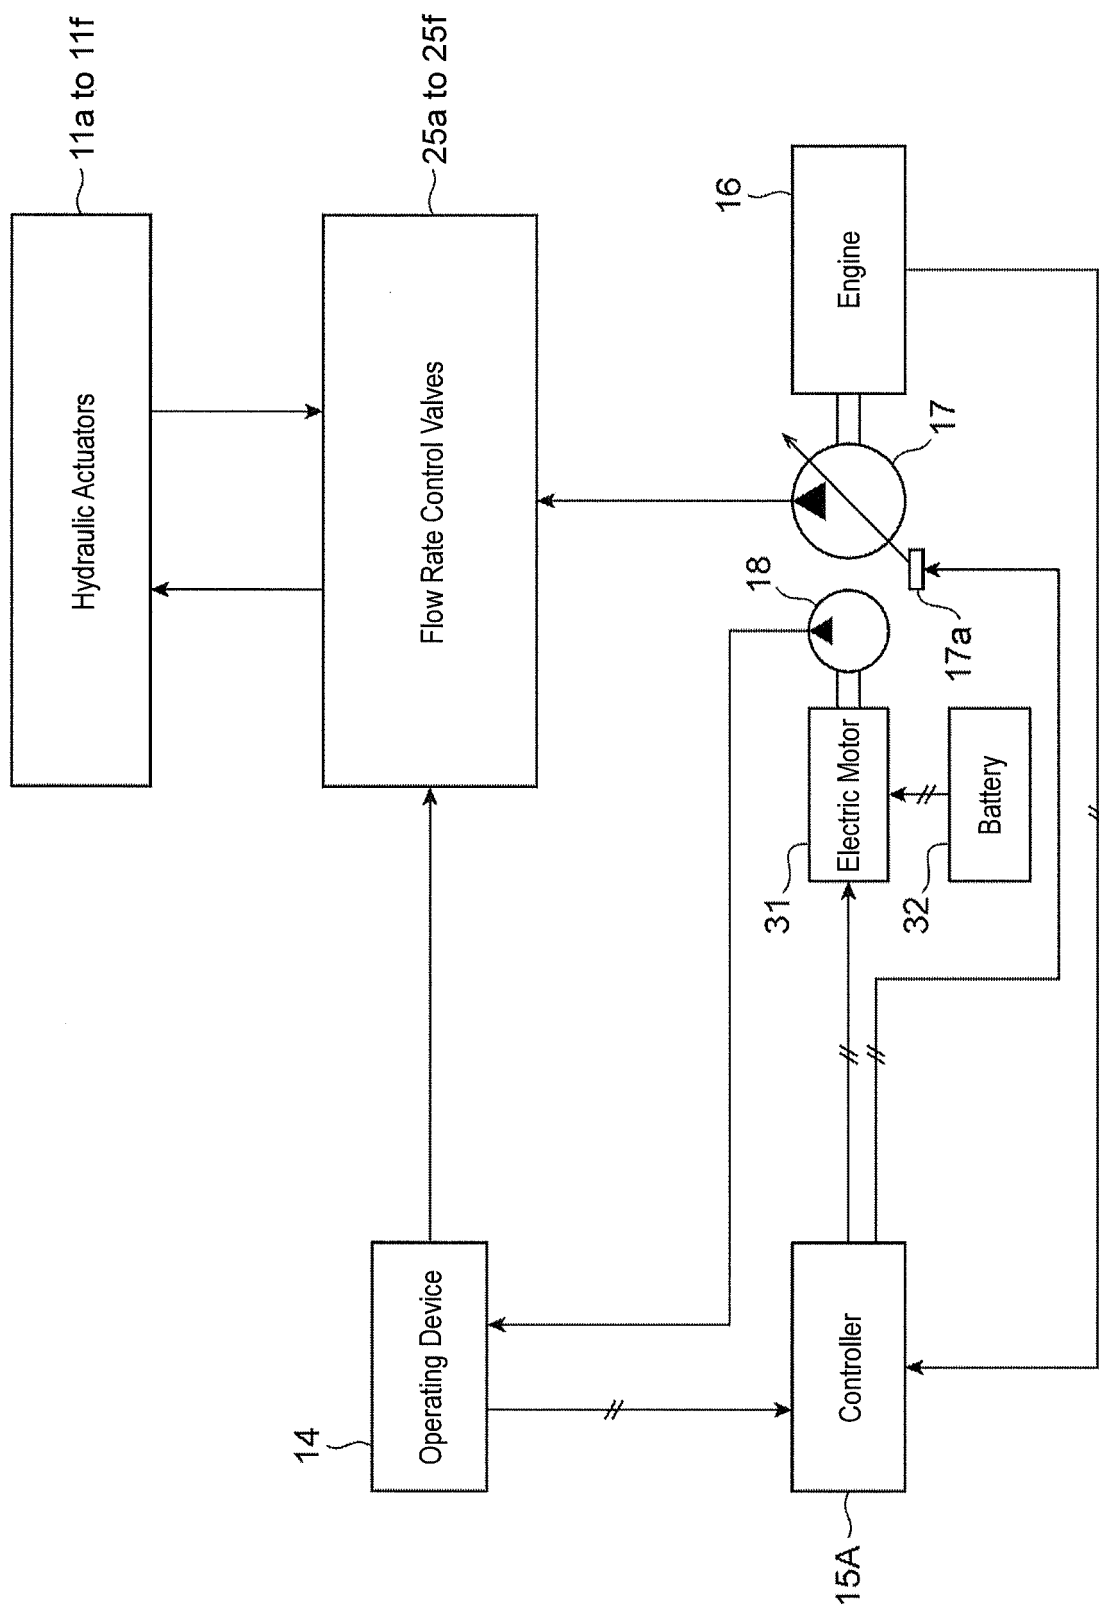 11a to 11f
Hydraulic Actuators
25a to 25f
Flow Rate Control Valves
16
Engine
17
18
17a
31
Electric Motor
32
Battery
14
Operating Device
15A
Controller